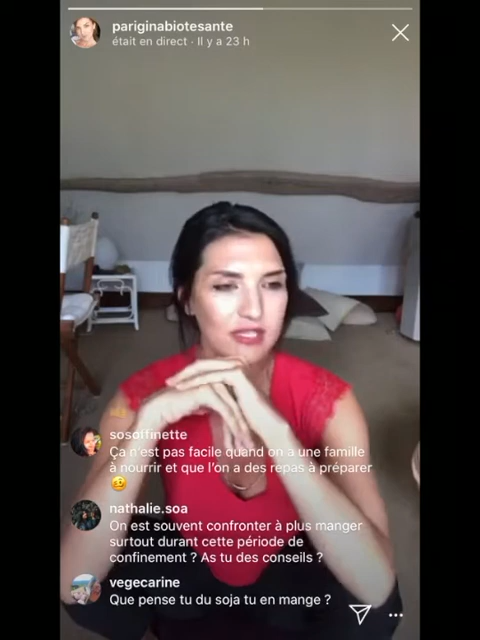 pariginabiotesante
était en direct · Il y a 23 h
sosoffinette
Ça n'est pas facile quand on a une famille
à nourrir et que l'on a des repas à préparer
🥴
nathalie.soa
On est souvent confronter à plus manger
surtout durant cette période de
confinement ? As tu des conseils ?
vegecarine
Que pense tu du soja tu en mange ?